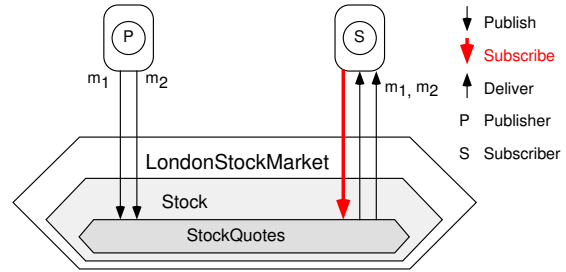 P
S
m1
m2
m1, m2
LondonStockMarket
Stock
StockQuotes
Publish
Subscribe
Deliver
P Publisher
S Subscriber